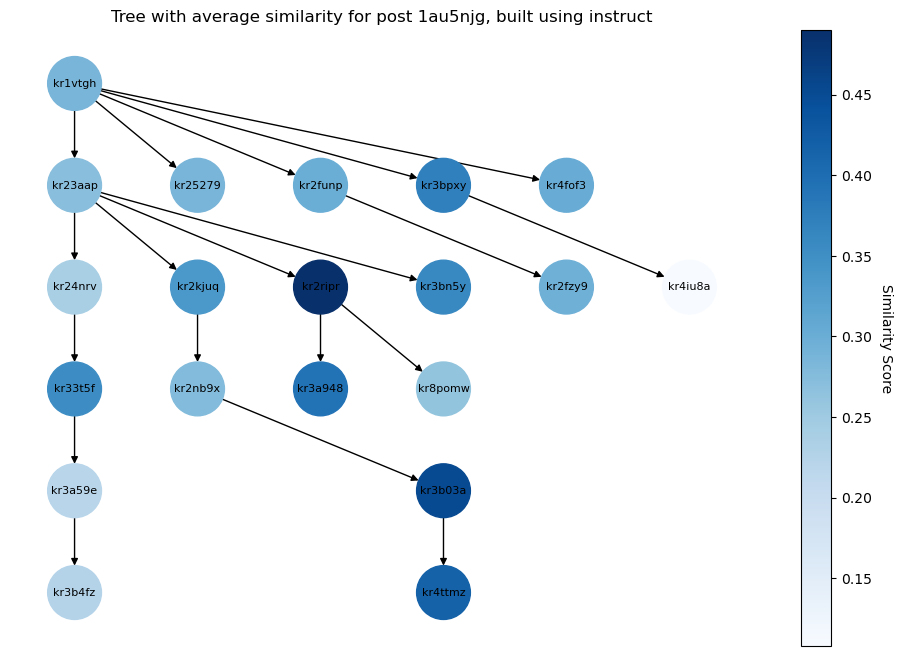 Tree with average similarity for post 1au5njg, built using instruct
kr1vtgh
kr23aap kr25279 kr2funp kr3bpxy kr4fof3
kr24nrv kr2kjuq kr2ripr kr3bn5y kr2fzy9 kr4iu8a
kr33t5f kr2nb9x kr3a948 kr8pomw
kr3a59e kr3b03a
kr3b4fz kr4ttmz
0.45
0.40
0.35
0.30
0.25
0.20
0.15
Similarity Score